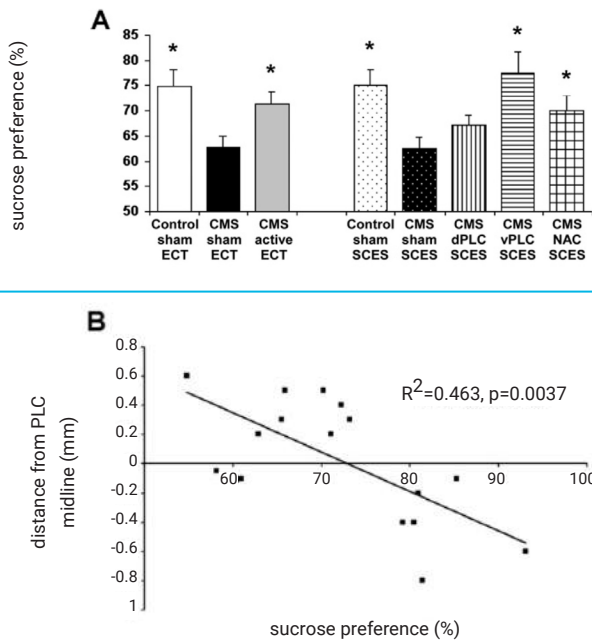 A
sucrose preference (%)
85
80
75
70
65
60
55
50
* * * * *
Control sham ECT
CMS sham ECT
CMS active ECT
Control sham SCES
CMS sham SCES
CMS dPLC SCES
CMS vPLC SCES
CMS NAC SCES
B
distance from PLC
midline (mm)
0.8
0.6
0.4
0.2
0
-0.2
-0.4
-0.6
-0.8
1
60 70 80 90 100
R²=0.463, p=0.0037
sucrose preference (%)